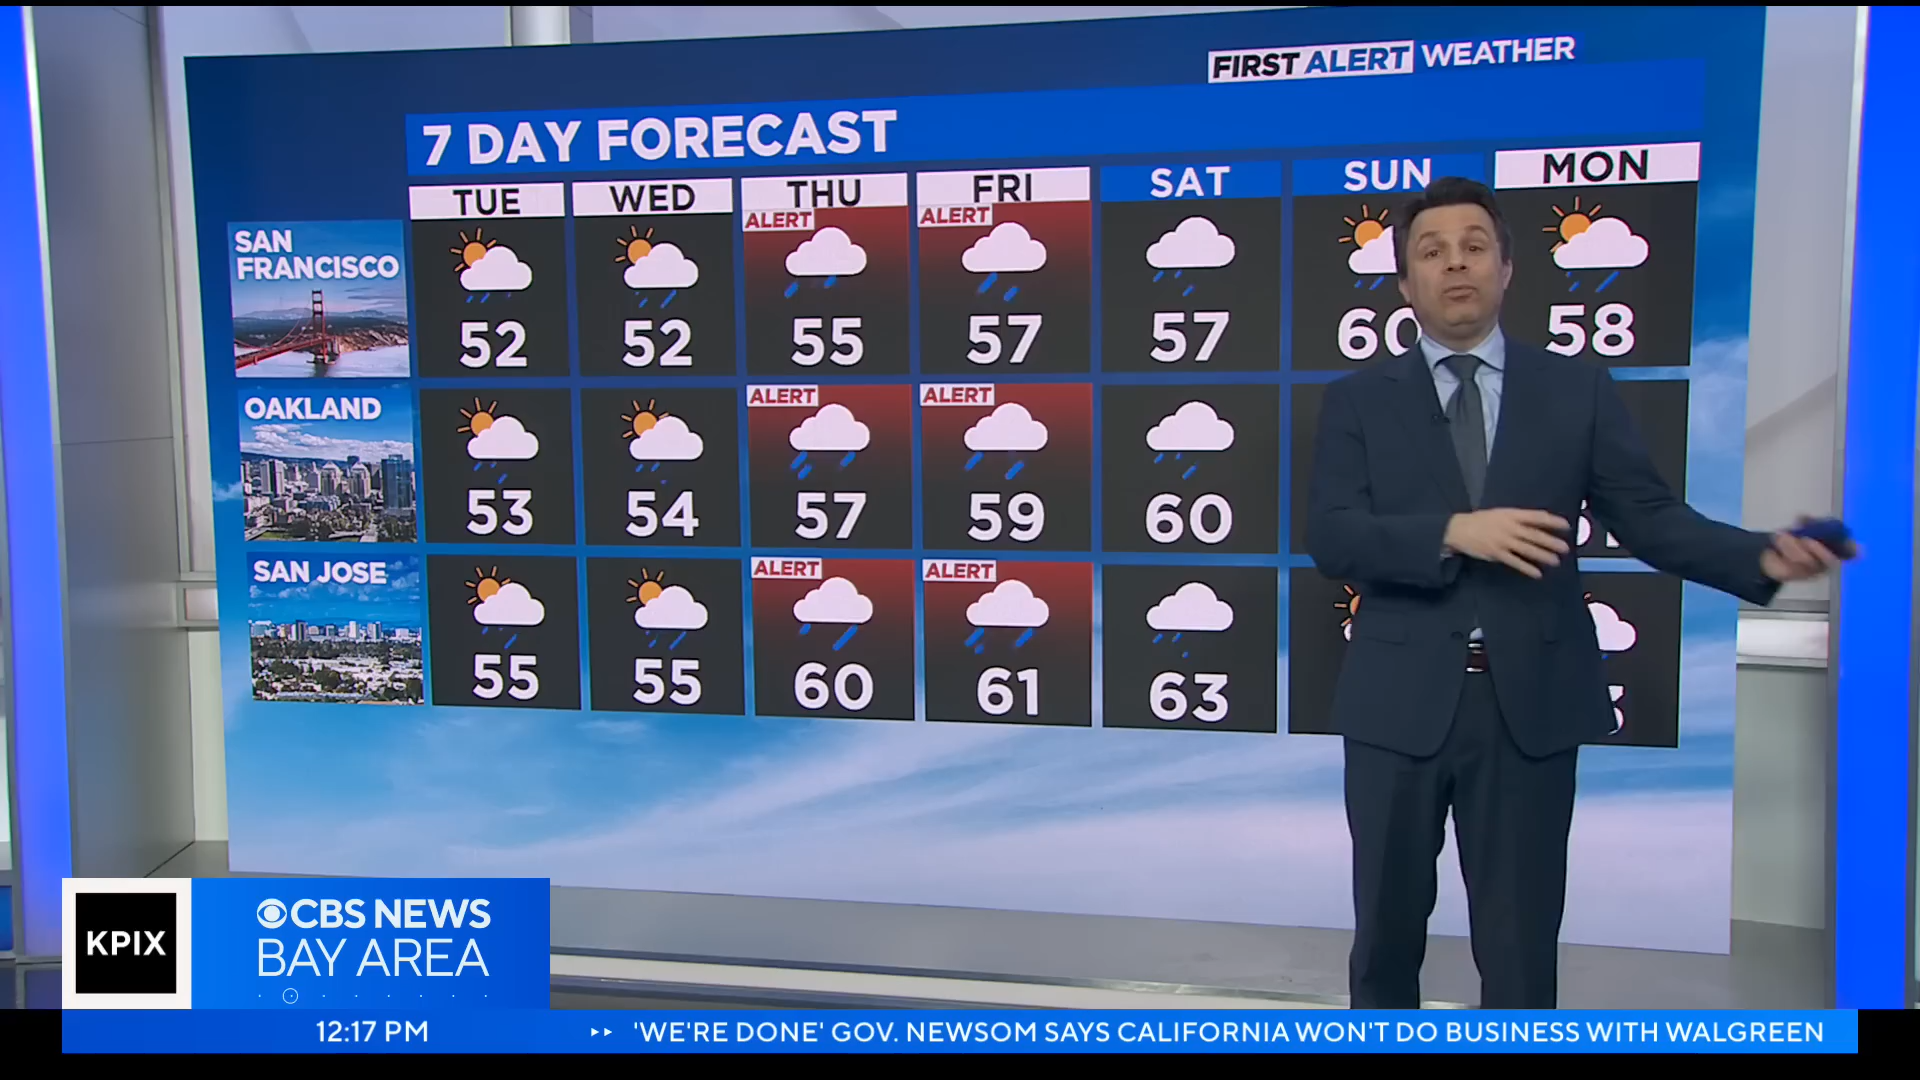 FIRST ALERT WEATHER
7 DAY FORECAST
TUE WED THU FRI SAT SUN MON
SAN
FRANCISCO
ALERT ALERT
52 52 55 57 57 60 58
OAKLAND
ALERT ALERT
53 54 57 59 60
SAN JOSE
ALERT ALERT
55 55 60 61 63
KPIX
CBS NEWS
BAY AREA
12:17 PM
'WE'RE DONE' GOV. NEWSOM SAYS CALIFORNIA WON'T DO BUSINESS WITH WALGREEN